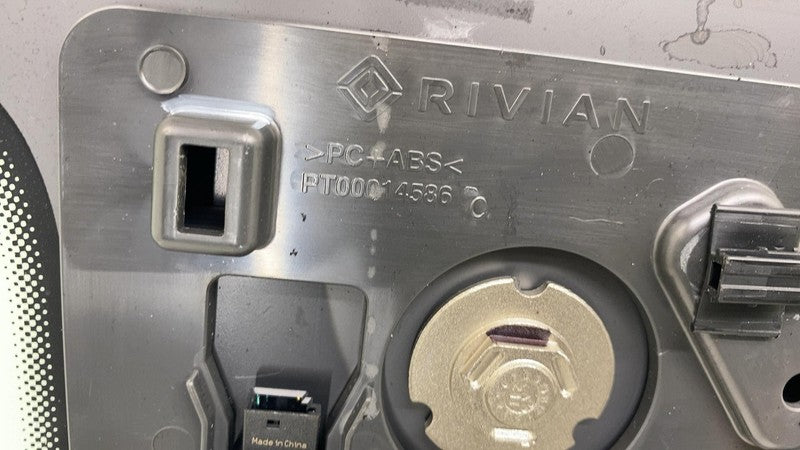 RIVIAN
>PC+ABS<
PT00014586 C
Made in China